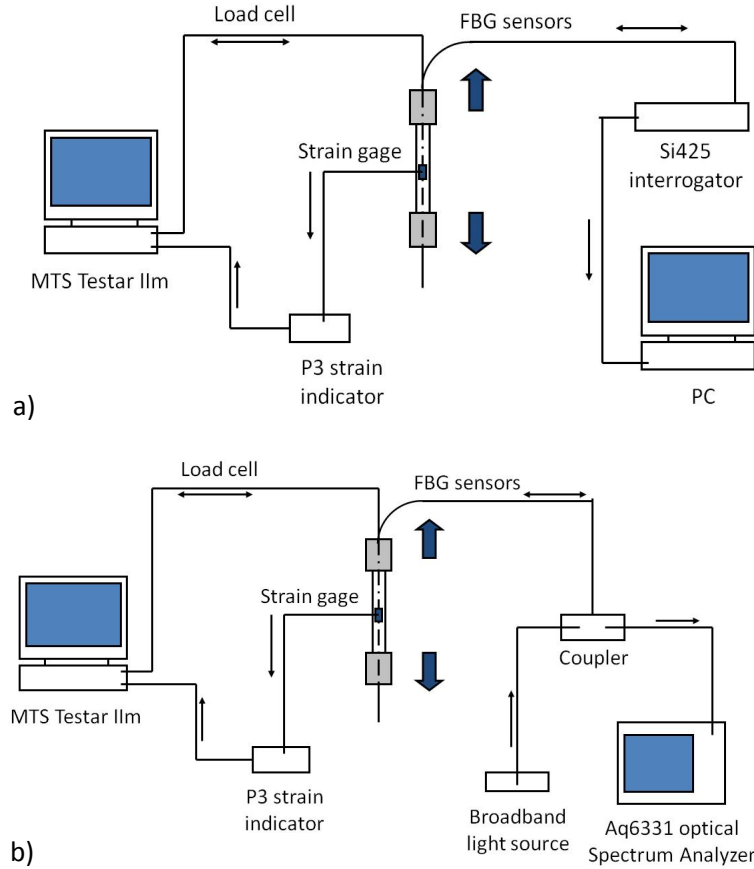 Load cell
FBG sensors
Strain gage
Si425
interrogator
MTS Testar IIm
P3 strain
indicator
PC
a)
Load cell
FBG sensors
Strain gage
Coupler
MTS Testar IIm
P3 strain
indicator
Broadband
light source
Aq6331 optical
Spectrum Analyzer
b)